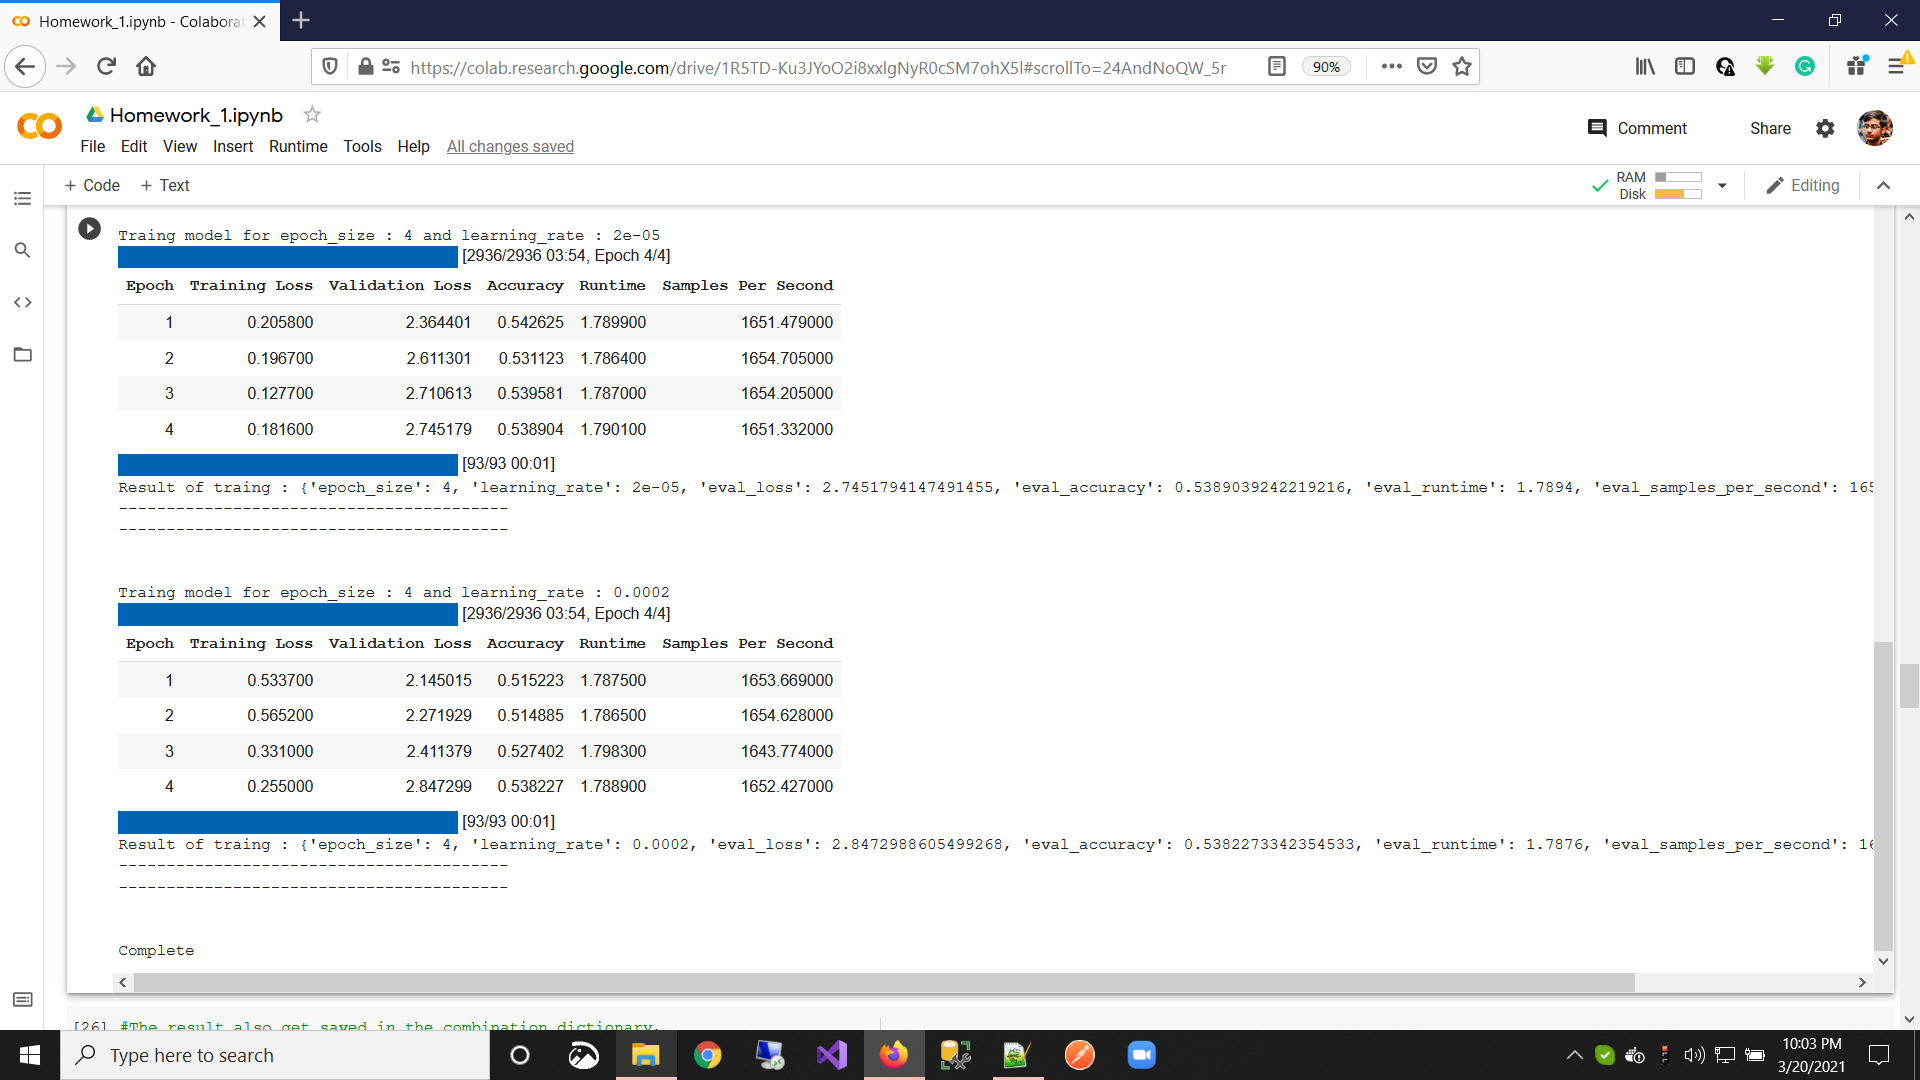 Homework_1.ipynb - Colaborat
https://colab.research.google.com/drive/1R5TD-Ku3JYoO2i8xxlgNyR0cSM7ohX5l#scrollTo=24AndNoQW_5r
90%
Homework_1.ipynb
Comment
Share
File Edit View Insert Runtime Tools Help All changes saved
+ Code + Text
RAM
Disk
Editing
Traing model for epoch_size : 4 and learning_rate : 2e-05
[2936/2936 03:54, Epoch 4/4]
Epoch Training Loss Validation Loss Accuracy Runtime Samples Per Second
1 0.205800 2.364401 0.542625 1.789900 1651.479000
2 0.196700 2.611301 0.531123 1.786400 1654.705000
3 0.127700 2.710613 0.539581 1.787000 1654.205000
4 0.181600 2.745179 0.538904 1.790100 1651.332000
[93/93 00:01]
Result of traing : {'epoch_size': 4, 'learning_rate': 2e-05, 'eval_loss': 2.7451794147491455, 'eval_accuracy': 0.5389039242219216, 'eval_runtime': 1.7894, 'eval_samples_per_second': 165
-----------------------------------------
-----------------------------------------
Traing model for epoch_size : 4 and learning_rate : 0.0002
[2936/2936 03:54, Epoch 4/4]
Epoch Training Loss Validation Loss Accuracy Runtime Samples Per Second
1 0.533700 2.145015 0.515223 1.787500 1653.669000
2 0.565200 2.271929 0.514885 1.786500 1654.628000
3 0.331000 2.411379 0.527402 1.798300 1643.774000
4 0.255000 2.847299 0.538227 1.788900 1652.427000
[93/93 00:01]
Result of traing : {'epoch_size': 4, 'learning_rate': 0.0002, 'eval_loss': 2.8472988605499268, 'eval_accuracy': 0.5382273342354533, 'eval_runtime': 1.7876, 'eval_samples_per_second': 16
-----------------------------------------
-----------------------------------------
Complete
[26] #The result also get saved in the combination dictionary.
Type here to search
10:03 PM
3/20/2021